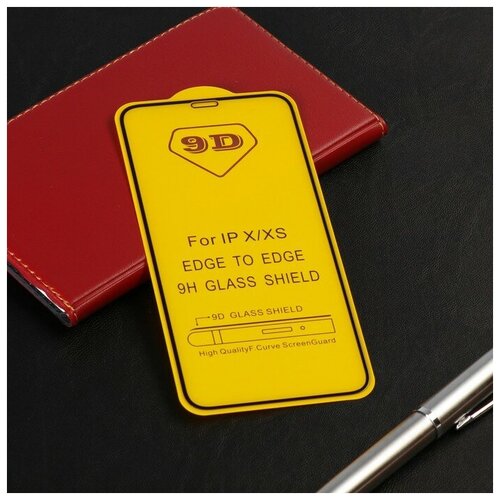 9D
For IP X/XS
EDGE TO EDGE
9H GLASS SHIELD
9D GLASS SHIELD
High QualityF.Curve ScreenGuard